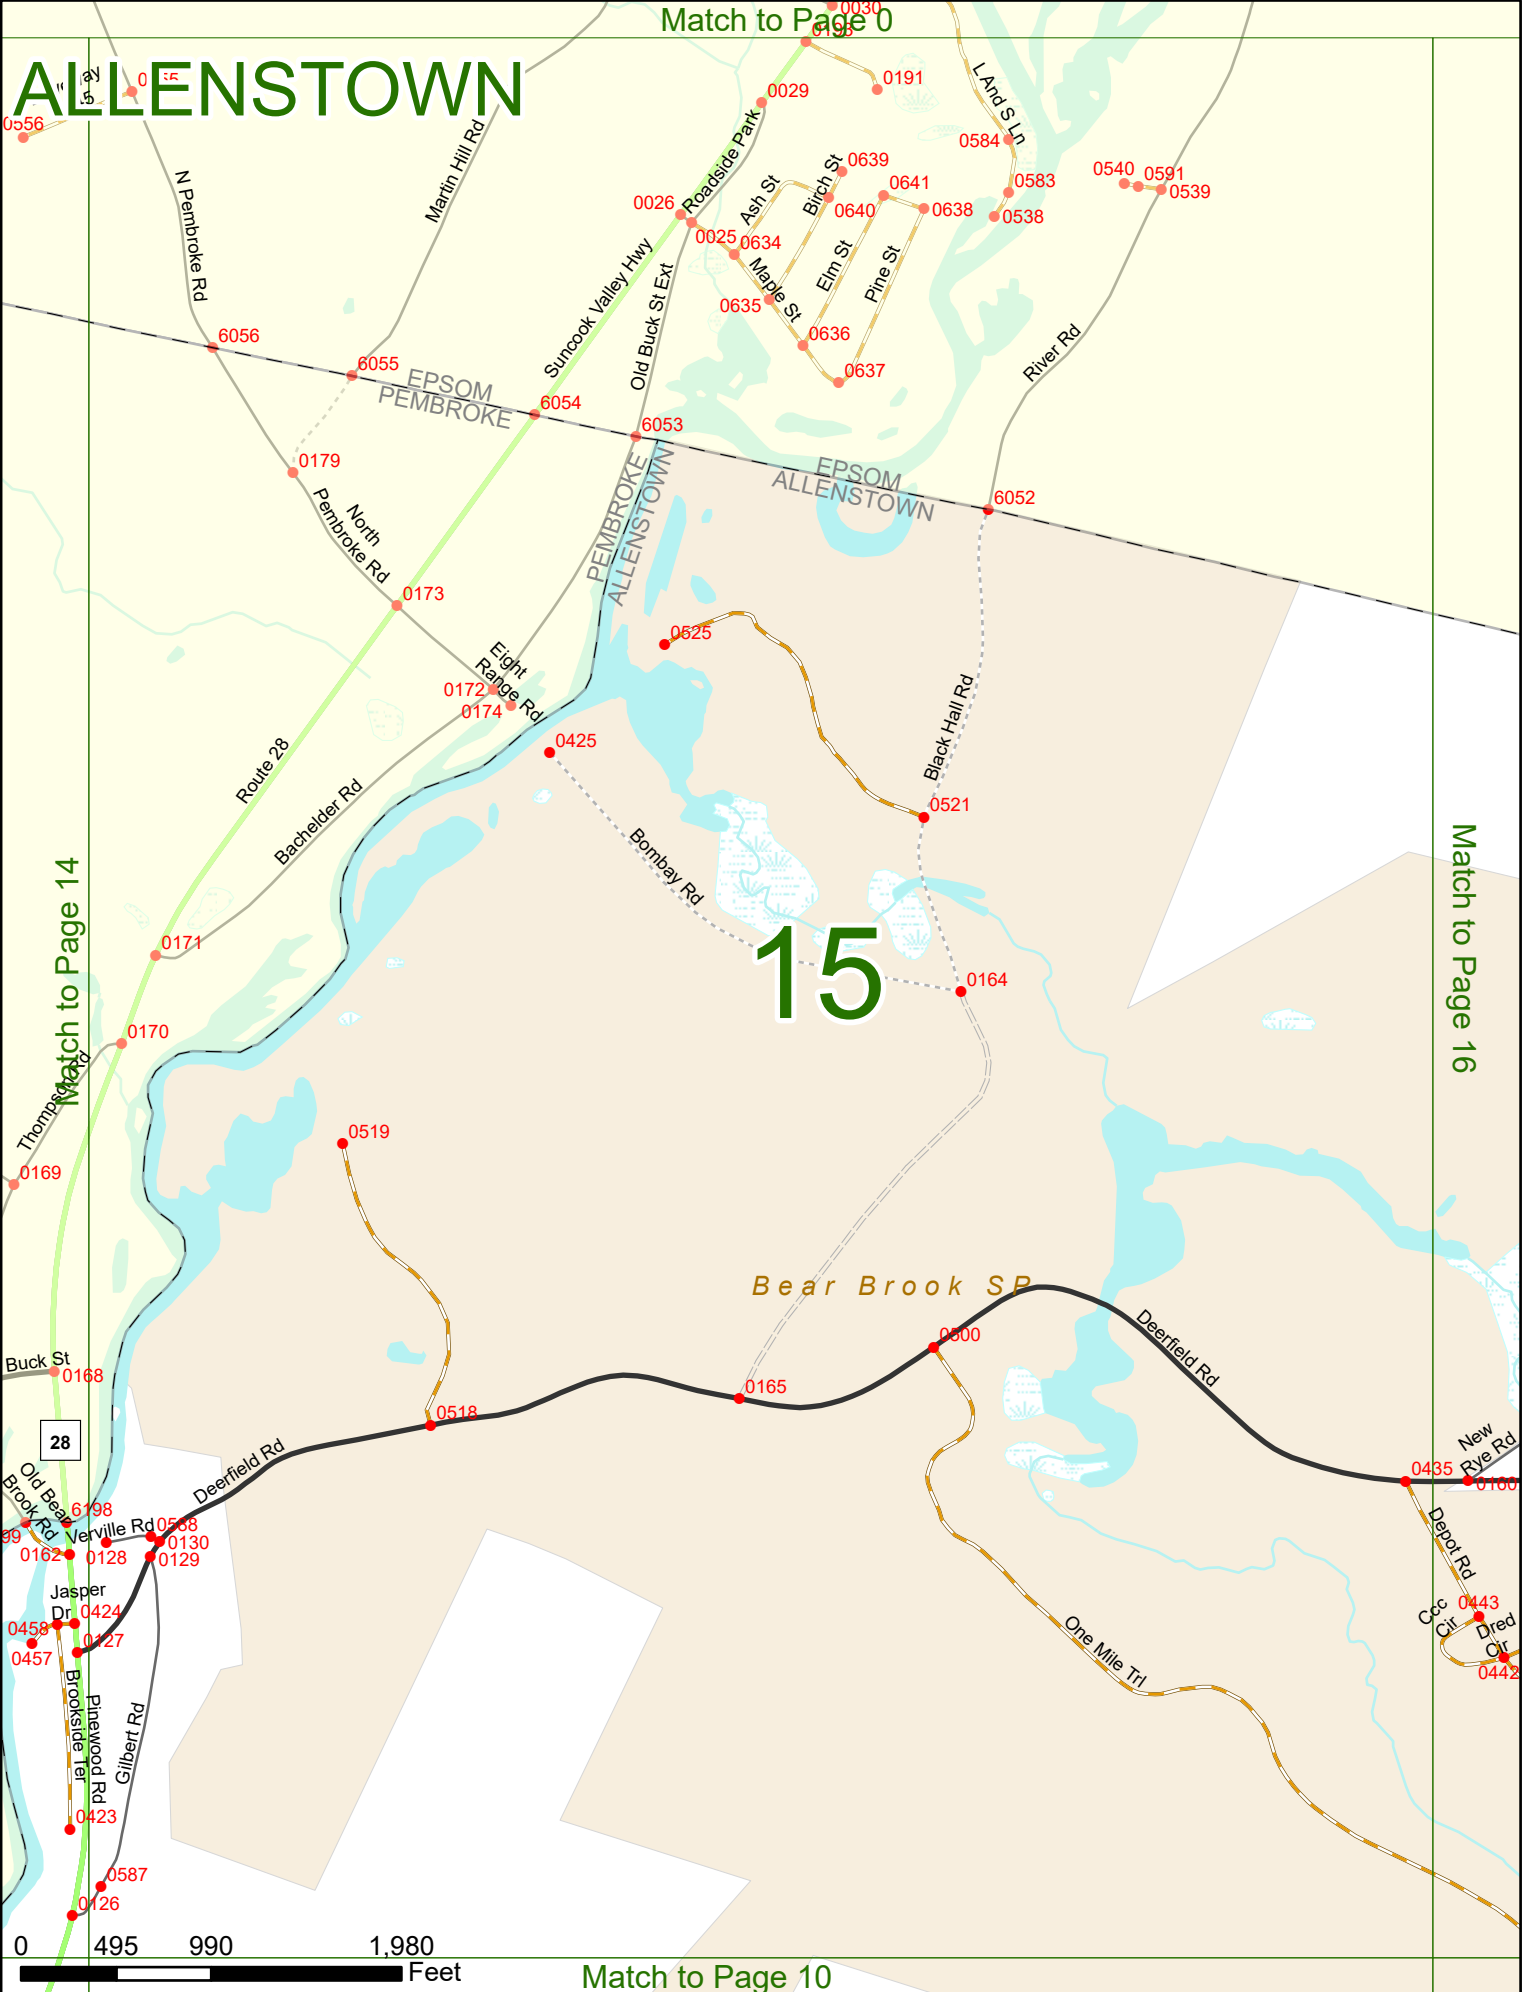 Match to Page 0
0030
0193
ALLENSTOWN
0556
0191
0029
L And S Ln
0584
0639
0583
0538
0540
0591
0539
N Pembroke Rd
Martin Hill Rd
Roadside Park
0026
0025
0634
Ash St
Birch St
0640
0641
0638
Maple St
Elm St
Pine St
0635
0636
0637
Suncook Valley Hwy
Old Buck St Ext
River Rd
6056
6055
6054
6053
EPSOM
PEMBROKE
EPSOM
ALLENSTOWN
6052
0179
PEMBROKE
ALLENSTOWN
North
Pembroke Rd
0173
0525
Eight
Range Rd
0172
0174
0425
Route 28
Bachelder Rd
Black Hall Rd
0521
Bombay Rd
Match to Page 14
Match to Page 16
15
0171
0164
0170
Thompson Rd
0169
0519
Bear Brook SP
Deerfield Rd
0500
Buck St
0168
0165
0518
28
Deerfield Rd
New
Rye Rd
0435
0160
Old Bear
Brook Rd
6198
99
Verville Rd
0588
0130
0162
0128
0129
Depot Rd
Jasper
Dr
0424
0458
0457
0127
Ccc
Cir
0443
Dred
Cir
0442
One Mile Trl
Brookside Ter
Pinewood Rd
Gilbert Rd
0423
0587
0126
0 495 990 1,980
Feet
Match to Page 10